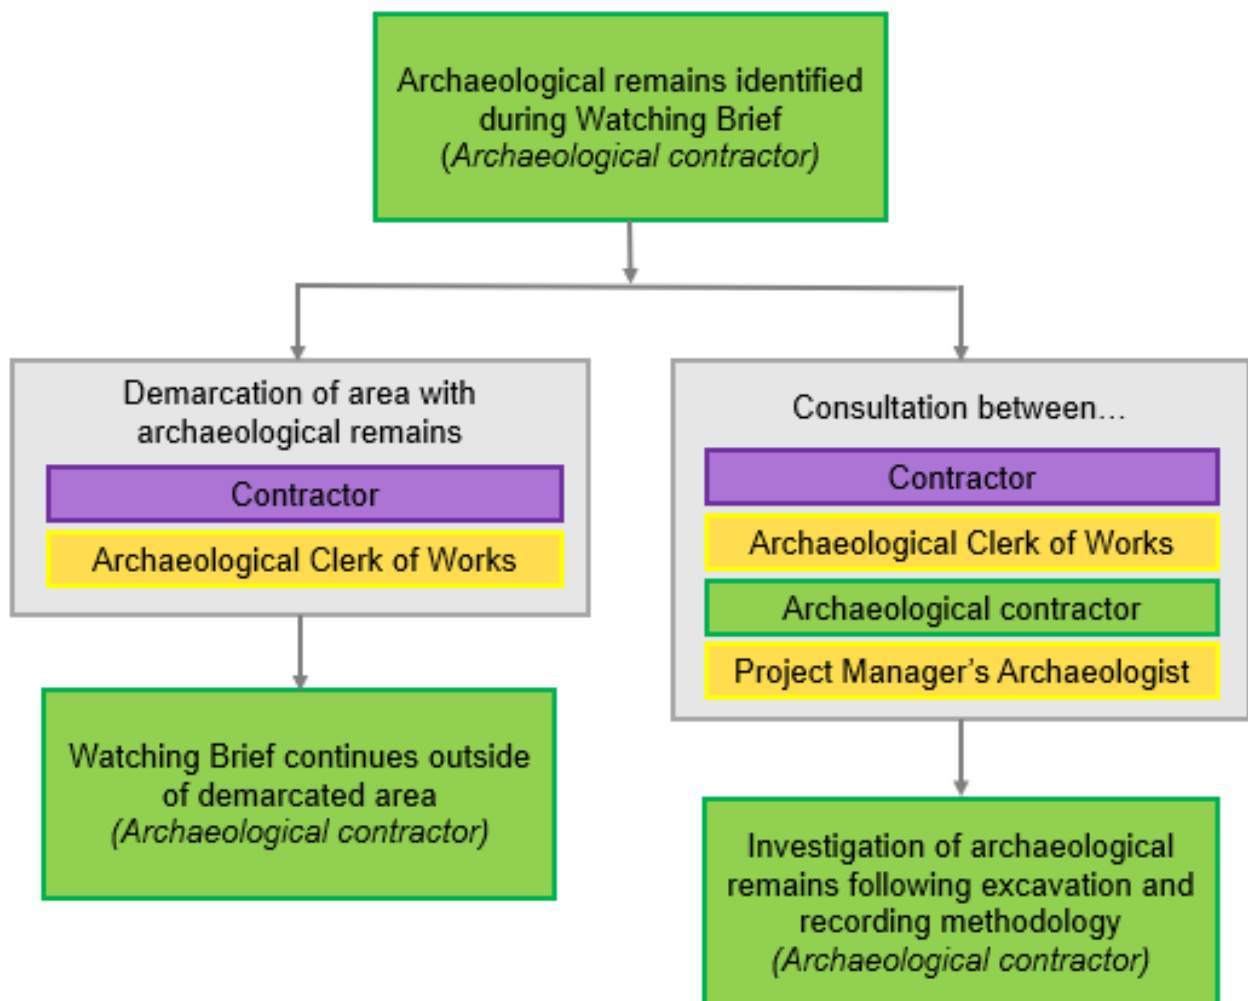 Archaeological remains identified
during Watching Brief
(Archaeological contractor)
Demarcation of area with
archaeological remains
Contractor
Archaeological Clerk of Works
Watching Brief continues outside
of demarcated area
(Archaeological contractor)
Consultation between…
Contractor
Archaeological Clerk of Works
Archaeological contractor
Project Manager’s Archaeologist
Investigation of archaeological
remains following excavation and
recording methodology
(Archaeological contractor)